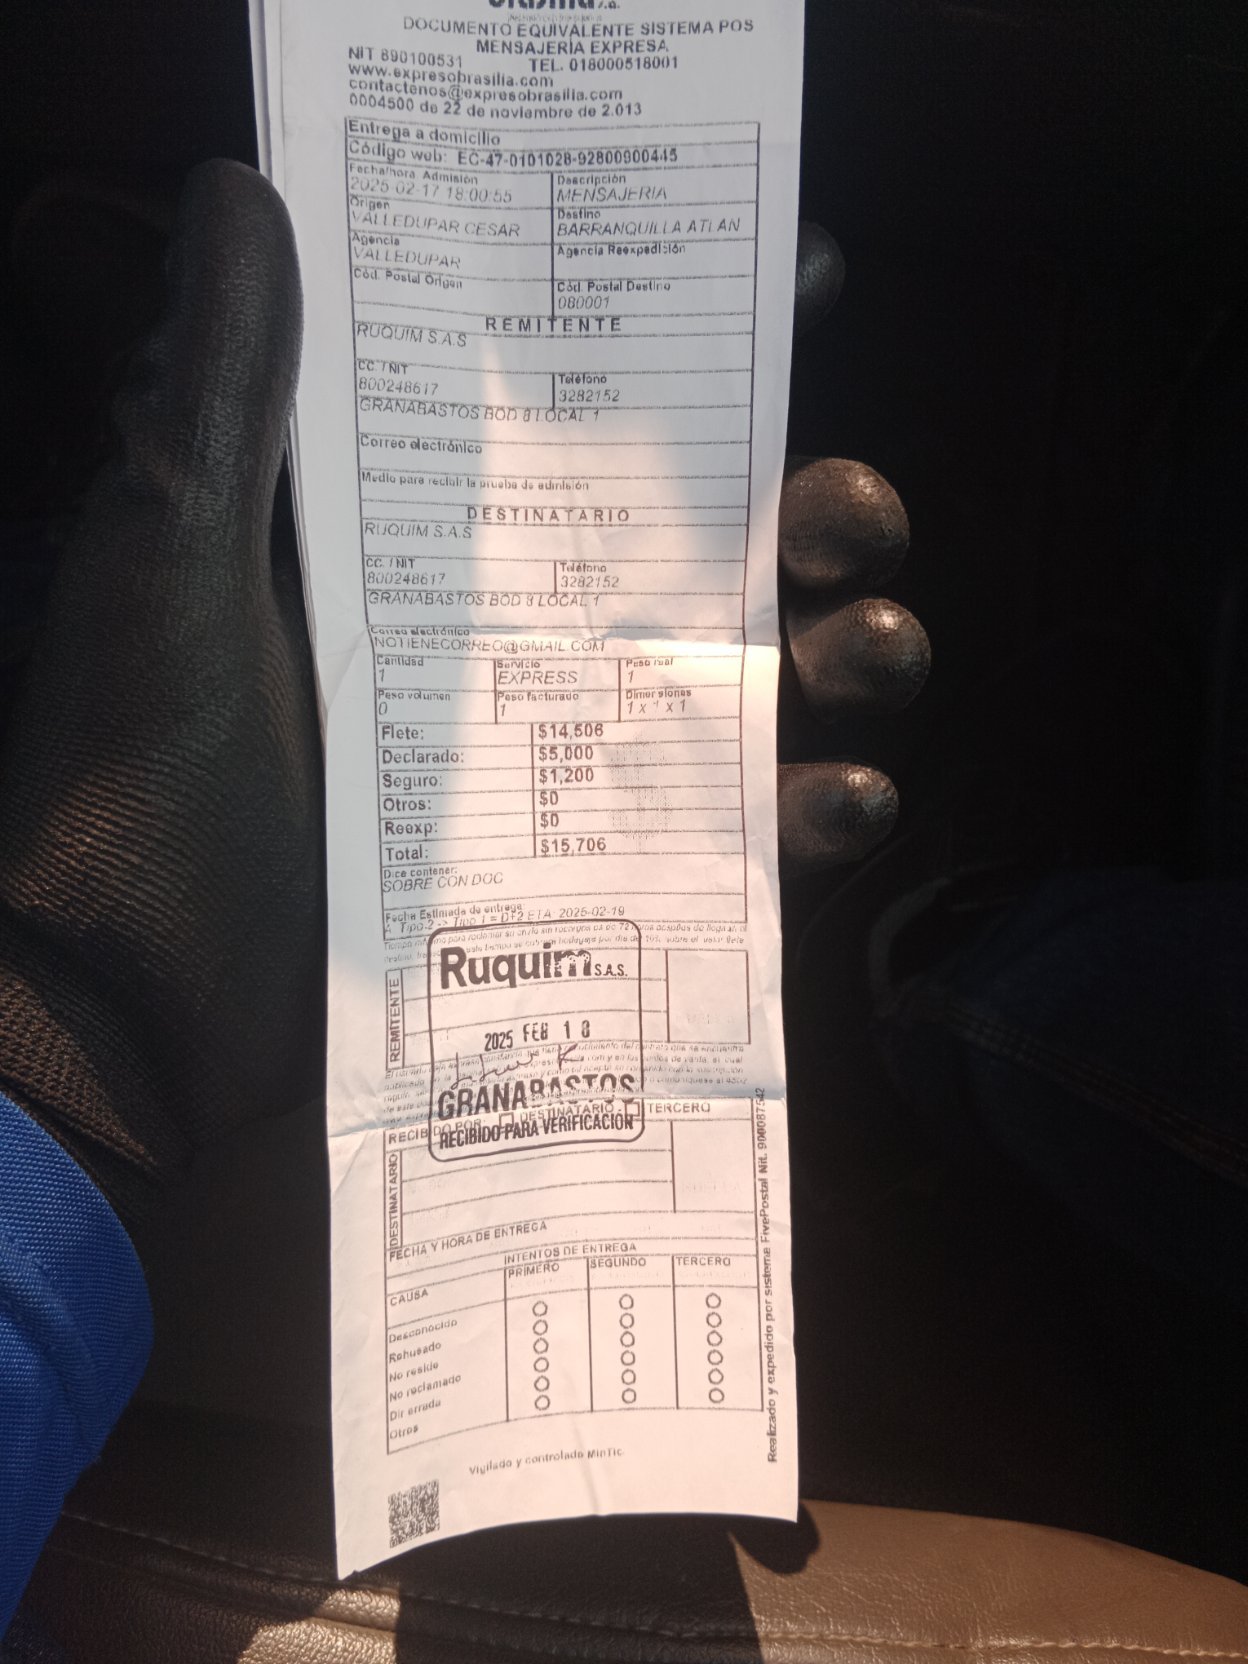 DOCUMENTO EQUIVALENTE SISTEMA POS
MENSAJERIA EXPRESA
NIT 890100531 TEL. 018000518001
www.expresobrasilia.com
contactenos@expresobrasilia.com
0004500 de 22 de noviembre de 2.013
Entrega a domicilio
Código web: EC-47-0101028-92800900445
Fecha/hora Admisión Descripción
2025-02-17 18:00:55 MENSAJERIA
Origen Destino
VALLEDUPAR CESAR BARRANQUILLA ATLAN
Agencia Agencia Reexpedición
VALLEDUPAR
Cód. Postal Origen Cód. Postal Destino
080001
REMITENTE
RUQUIM S.A.S
CC. / NIT Teléfono
800248617 3282152
GRANABASTOS BOD 8 LOCAL 1
Correo electrónico
Medio para recibir la prueba de admisión
DESTINATARIO
RUQUIM S.A.S
CC. / NIT Teléfono
800248617 3282152
GRANABASTOS BOD 8 LOCAL 1
Correo electrónico
NOTIENECORREO@GMAIL.COM
Cantidad Servicio Peso real
1 EXPRESS 1
Peso volumen Peso facturado Dimensiones
0 1 1 x 1 x 1
Flete: $14,506
Declarado: $5,000
Seguro: $1,200
Otros: $0
Reexp: $0
Total: $15,706
Dice contener:
SOBRE CON DOC
Fecha Estimada de entrega
A. Tipo-2 -> Tipo 1 = D+2 ETA: 2025-02-19
REMITENTE
Ruquim S.A.S.
2025 FEB 18
GRANABASTOS
RECIBIDO PARA VERIFICACIÓN
RECIBIDO POR: DESTINATARIO: TERCERO
DESTINATARIO
FECHA Y HORA DE ENTREGA
INTENTOS DE ENTREGA
CAUSA PRIMERO SEGUNDO TERCERO
Desconocido
Rehusado
No reside
No reclamado
Dir errada
Otros
Vigilado y controlado MinTic.
Realizado y expedido por sistema FivePostal Nit. 900087542